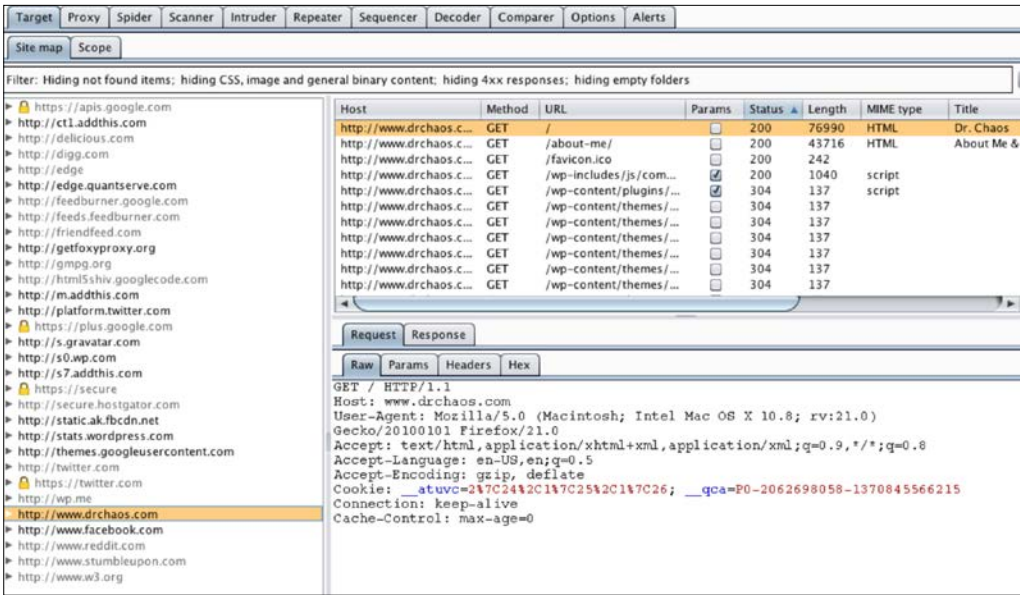 Target Proxy Spider Scanner Intruder Repeater Sequencer Decoder Comparer Options Alerts
Site map Scope
Filter: Hiding not found items; hiding CSS, image and general binary content; hiding 4xx responses; hiding empty folders
https://apis.google.com
http://ct1.addthis.com
http://delicious.com
http://digg.com
http://edge
http://edge.quantserve.com
http://feedburner.google.com
http://feeds.feedburner.com
http://friendfeed.com
http://getfoxyproxy.org
http://gmpg.org
http://html5shiv.googlecode.com
http://m.addthis.com
http://platform.twitter.com
https://plus.google.com
http://s.gravatar.com
http://s0.wp.com
http://s7.addthis.com
https://secure
http://secure.hostgator.com
http://static.ak.fbcdn.net
http://stats.wordpress.com
http://themes.googleusercontent.com
http://twitter.com
https://twitter.com
http://wp.me
http://www.drchaos.com
http://www.facebook.com
http://www.reddit.com
http://www.stumbleupon.com
http://www.w3.org
Host Method URL Params Status Length MIME type Title
http://www.drchaos.c... GET / 200 76990 HTML Dr. Chaos
http://www.drchaos.c... GET /about-me/ 200 43716 HTML About Me &
http://www.drchaos.c... GET /favicon.ico 200 242
http://www.drchaos.c... GET /wp-includes/js/com... 200 1040 script
http://www.drchaos.c... GET /wp-content/plugins/... 304 137 script
http://www.drchaos.c... GET /wp-content/themes/... 304 137
http://www.drchaos.c... GET /wp-content/themes/... 304 137
http://www.drchaos.c... GET /wp-content/themes/... 304 137
http://www.drchaos.c... GET /wp-content/themes/... 304 137
http://www.drchaos.c... GET /wp-content/themes/... 304 137
http://www.drchaos.c... GET /wp-content/themes/... 304 137
Request Response
Raw Params Headers Hex
GET / HTTP/1.1
Host: www.drchaos.com
User-Agent: Mozilla/5.0 (Macintosh; Intel Mac OS X 10.8; rv:21.0)
Gecko/20100101 Firefox/21.0
Accept: text/html,application/xhtml+xml,application/xml;q=0.9,*/*;q=0.8
Accept-Language: en-US,en;q=0.5
Accept-Encoding: gzip, deflate
Cookie: __atuvc=2%7C24%2C1%7C25%2C1%7C26; __qca=P0-2062698058-1370845566215
Connection: keep-alive
Cache-Control: max-age=0